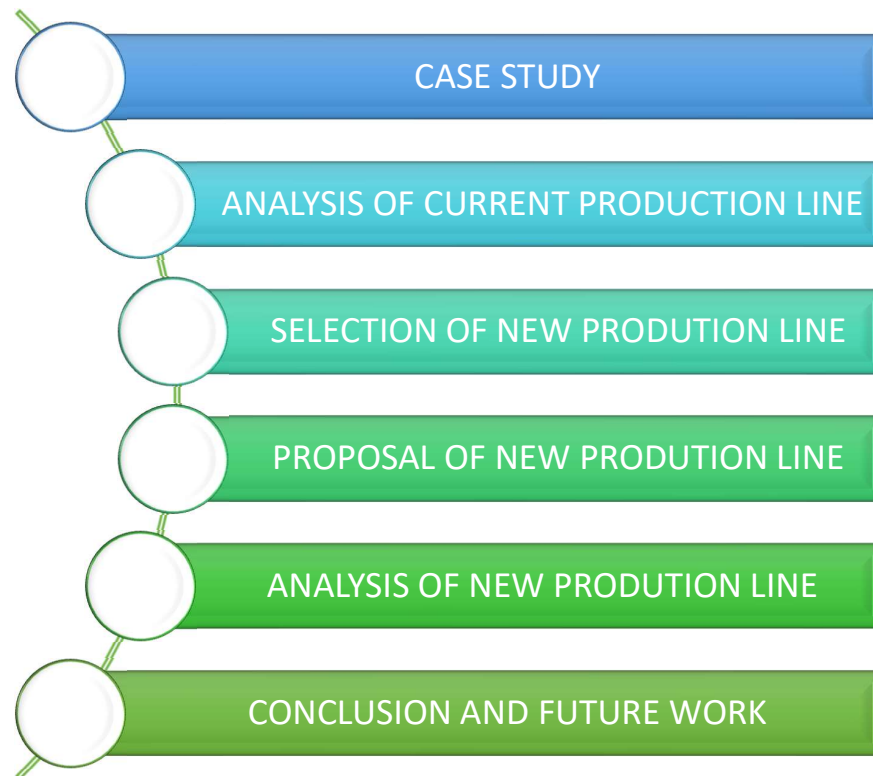 CASE STUDY
ANALYSIS OF CURRENT PRODUCTION LINE
SELECTION OF NEW PRODUTION LINE
PROPOSAL OF NEW PRODUTION LINE
ANALYSIS OF NEW PRODUTION LINE
CONCLUSION AND FUTURE WORK